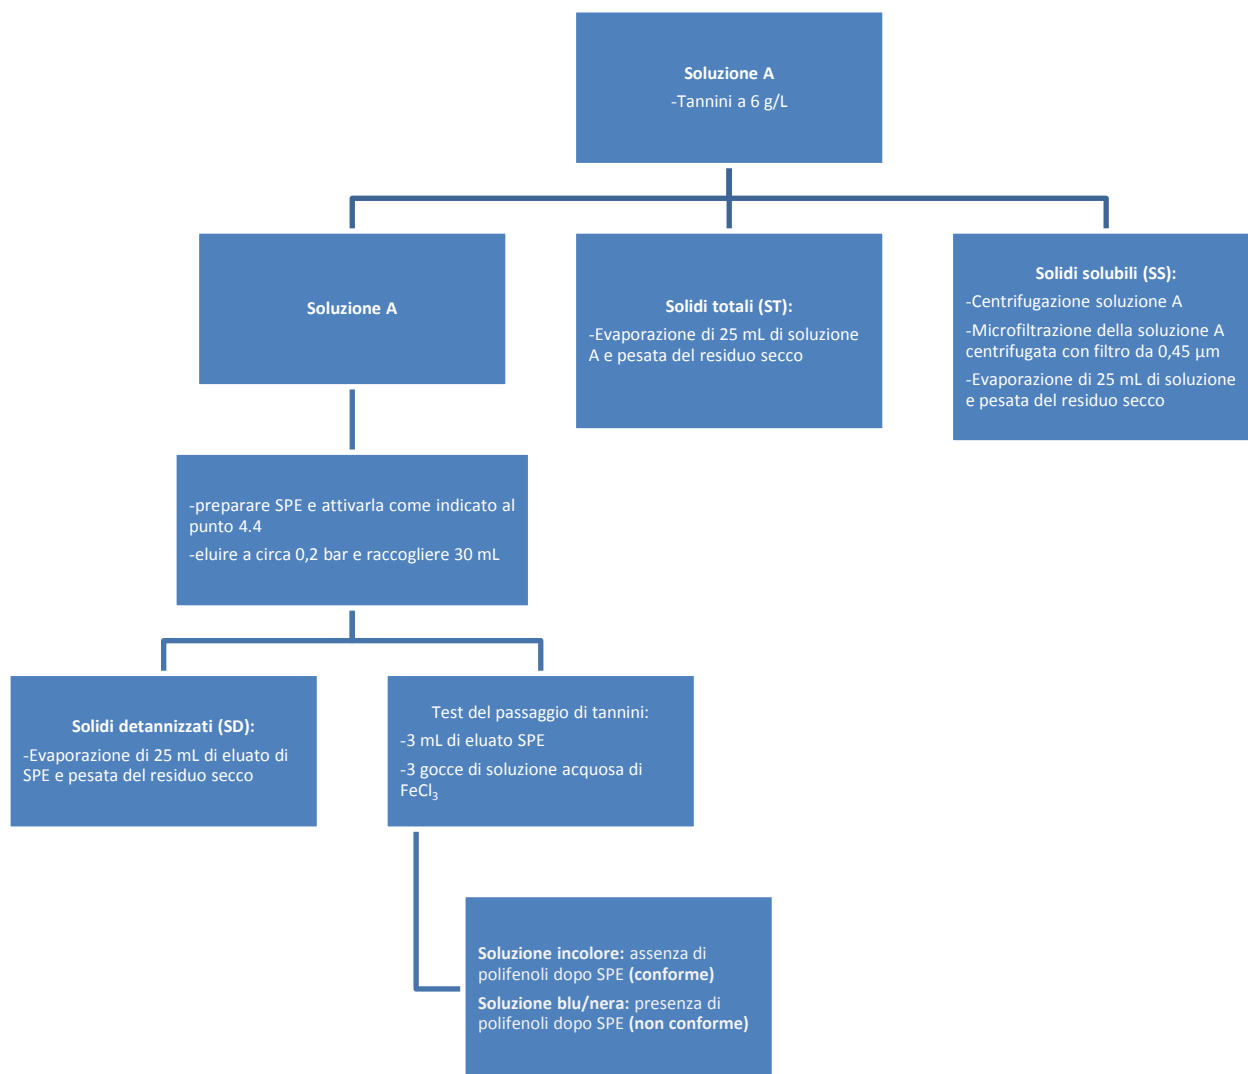 Soluzione A
-Tannini a 6 g/L
Soluzione A
Solidi totali (ST):
-Evaporazione di 25 mL di soluzione
A e pesata del residuo secco
Solidi solubili (SS):
-Centrifugazione soluzione A
-Microfiltrazione della soluzione A
centrifugata con filtro da 0,45 µm
-Evaporazione di 25 mL di soluzione
e pesata del residuo secco
-preparare SPE e attivarla come indicato al
punto 4.4
-eluire a circa 0,2 bar e raccogliere 30 mL
Solidi detannizzati (SD):
-Evaporazione di 25 mL di eluato di
SPE e pesata del residuo secco
Test del passaggio di tannini:
-3 mL di eluato SPE
-3 gocce di soluzione acquosa di
FeCl₃
Soluzione incolore: assenza di
polifenoli dopo SPE (conforme)
Soluzione blu/nera: presenza di
polifenoli dopo SPE (non conforme)